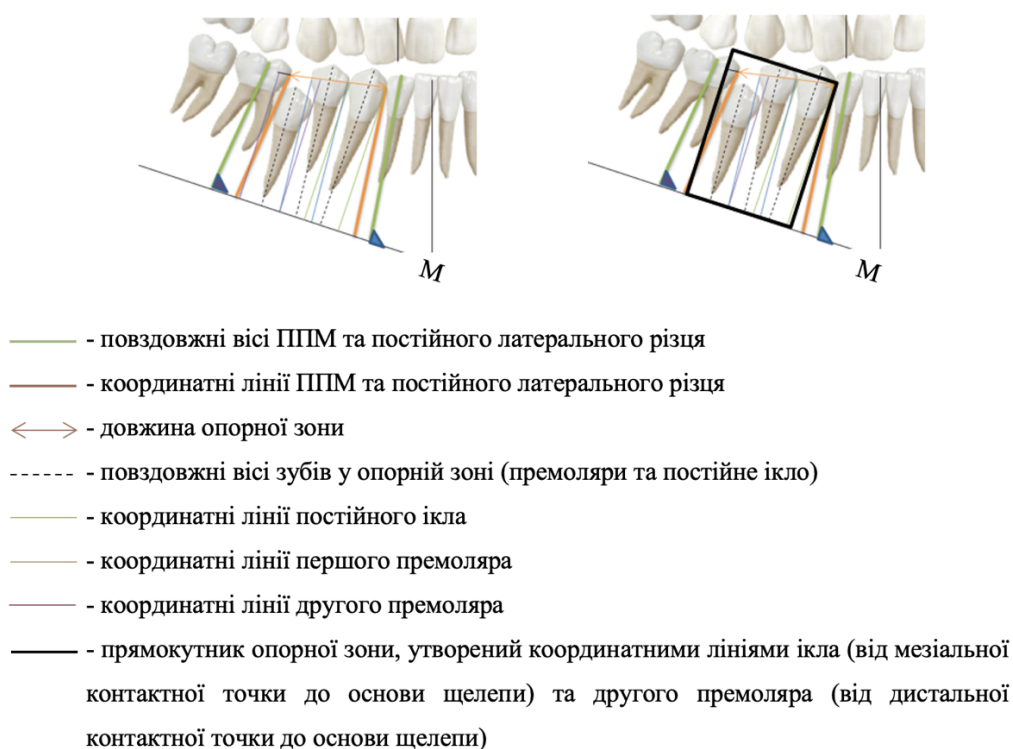 М
М
- повздовжні вісі ППМ та постійного латерального різця
- координатні лінії ППМ та постійного латерального різця
- довжина опорної зони
- повздовжні вісі зубів у опорній зоні (премоляри та постійне ікло)
- координатні лінії постійного ікла
- координатні лінії першого премоляра
- координатні лінії другого премоляра
- прямокутник опорної зони, утворений координатними лініями ікла (від мезіальної
контактної точки до основи щелепи) та другого премоляра (від дистальної
контактної точки до основи щелепи)